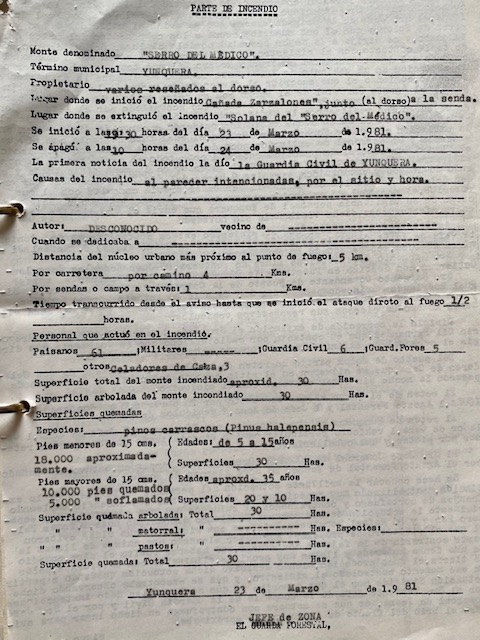 PARTE DE INCENDIO
Monte denominado "SERRO DEL MÉDICO".
Término municipal YUNQUERA.
Propietario varios reseñados al dorso.
Lugar donde se inició el incendio Cañada Zarzalones", junto (al dorso) a la senda.
Lugar donde se extinguió el incendio "Solana del "Serro del Médico".
Se inició a las 19:30 horas del día 23 de Marzo de 1.981.
Se apagó a las 10 horas del día 24 de Marzo de 1.981.
La primera noticia del incendio la dío la Guardia Civil de YUNQUERA.
Causas del incendio al parecer intencionadas, por el sitio y hora.
Autor: DESCONOCIDO vecino de ----------------
Cuando se dedicaba a ----------------
Distancia del núcleo urbano más próximo al punto de fuego: 5 km.
Por carretera por camino 4 Kms.
Por sendas o campo a través: 1 Kms.
Tiempo transcurrido desde el aviso hasta que se inició el ataque diroto al fuego 1/2
horas.
Personal que actuó en el incendió.
Paisanos 61 ;Militares ----- ;Guardia Civil 6 ;Guard.Fores 5
otros Celadores de Caza,3
Superficie total del monte incendiado aproxid. 30 Has.
Superficie arbolada del monte incendiado 30 Has.
Superficies quemadas
Especies: pinos carrascos (Pinus halepensis)
Pies menores de 15 cms. Edades: de 5 a 15 años
18.000 aproximada-
mente. Superficies 30 Has.
Pies mayores de 15 cms. Edades aproxd. 35 años
10.000 pies quemados
5.000 " soflamados Superficies 20 y 10 Has.
Superficie quemada arbolada: Total 30 Has.
" " matorral: " ---------- Has. Especies:
" " pastos: " ---------- Has.
Superficie quemada: Total 30 Has.
Yunquera 23 de Marzo de 1.9 81
JEFE de ZONA
EL GUARDA FORESTAL,